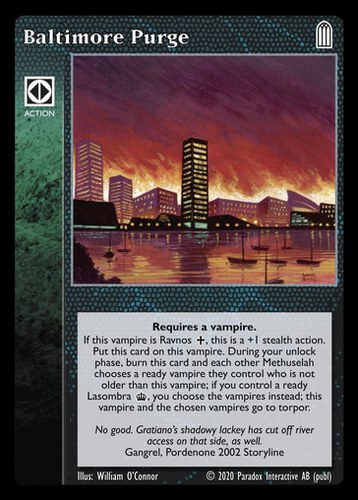 Baltimore Purge
ACTION
Requires a vampire.
If this vampire is Ravnos, this is a +1 stealth action.
Put this card on this vampire. During your unlock
phase, burn this card and each other Methuselah
chooses a ready vampire they control who is not
older than this vampire; if you control a ready
Lasombra, you choose the vampires instead; this
vampire and the chosen vampires go to torpor.
No good. Gratiano's shadowy lackey has cut off river
access on that side, as well.
Gangrel, Pordenone 2002 Storyline
Illus: William O'Connor © 2020 Paradox Interactive AB (publ)